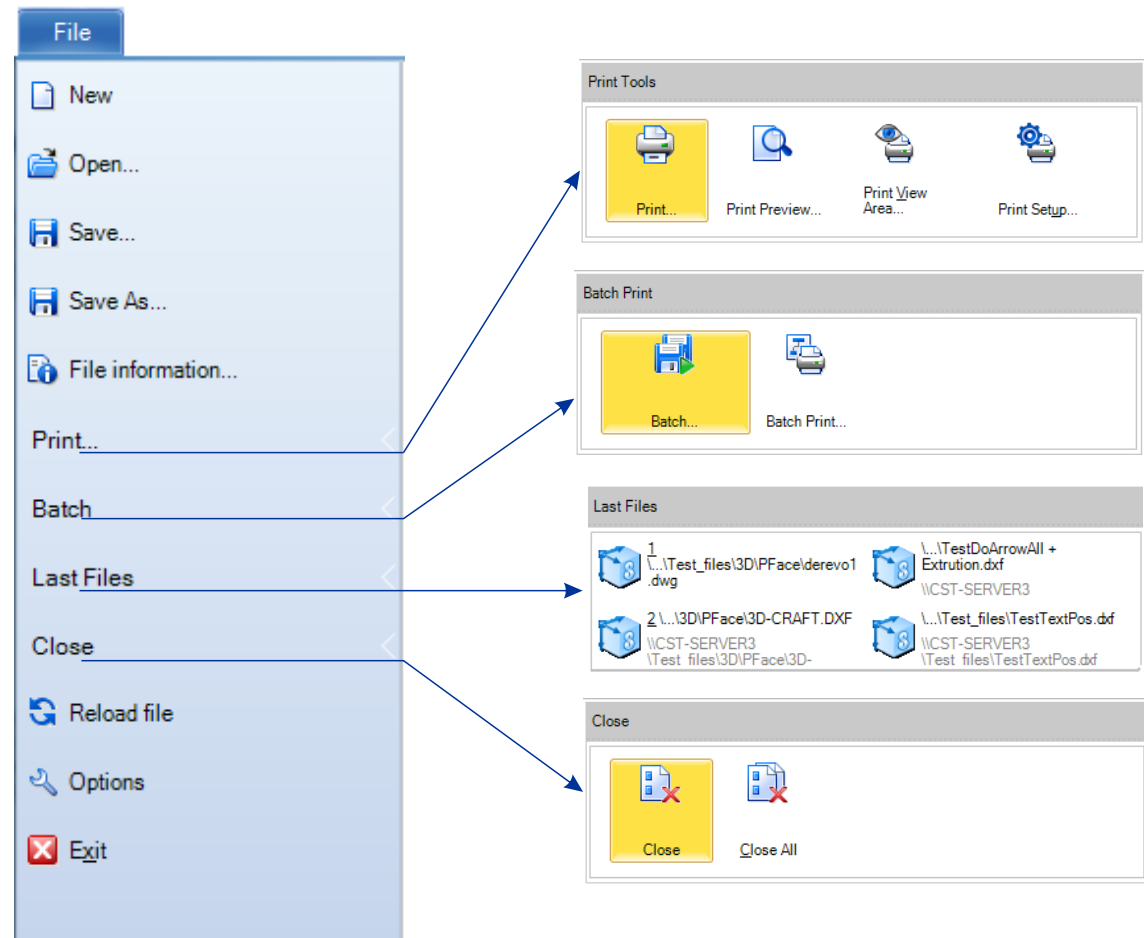 File
New
Open...
Save...
Save As...
File information...
Print...
Batch
Last Files
Close
Reload file
Options
Exit
Print Tools
Print...
Print Preview...
Print View
Area...
Print Setup...
Batch Print
Batch...
Batch Print...
Last Files
1
\...\Test_files\3D\PFace\derevo1
.dwg
\...\TestDoArrowAll +
Extrution.dxf
\\CST-SERVER3
2 \...\3D\PFace\3D-CRAFT.DXF
\\CST-SERVER3
\Test_files\3D\PFace\3D-
\...\Test_files\TestTextPos.dxf
\\CST-SERVER3
\Test_files\TestTextPos.dxf
Close
Close
Close All